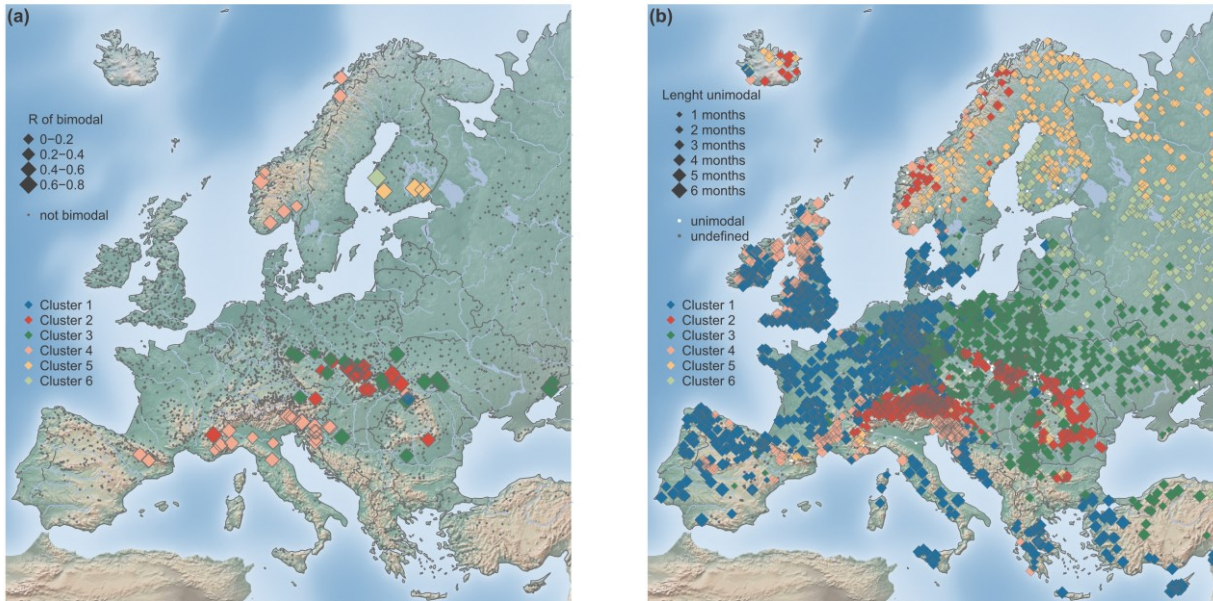 (a)
R of bimodal
0–0.2
0.2–0.4
0.4–0.6
0.6–0.8
not bimodal
Cluster 1
Cluster 2
Cluster 3
Cluster 4
Cluster 5
Cluster 6
(b)
Lenght unimodal
1 months
2 months
3 months
4 months
5 months
6 months
unimodal
undefined
Cluster 1
Cluster 2
Cluster 3
Cluster 4
Cluster 5
Cluster 6